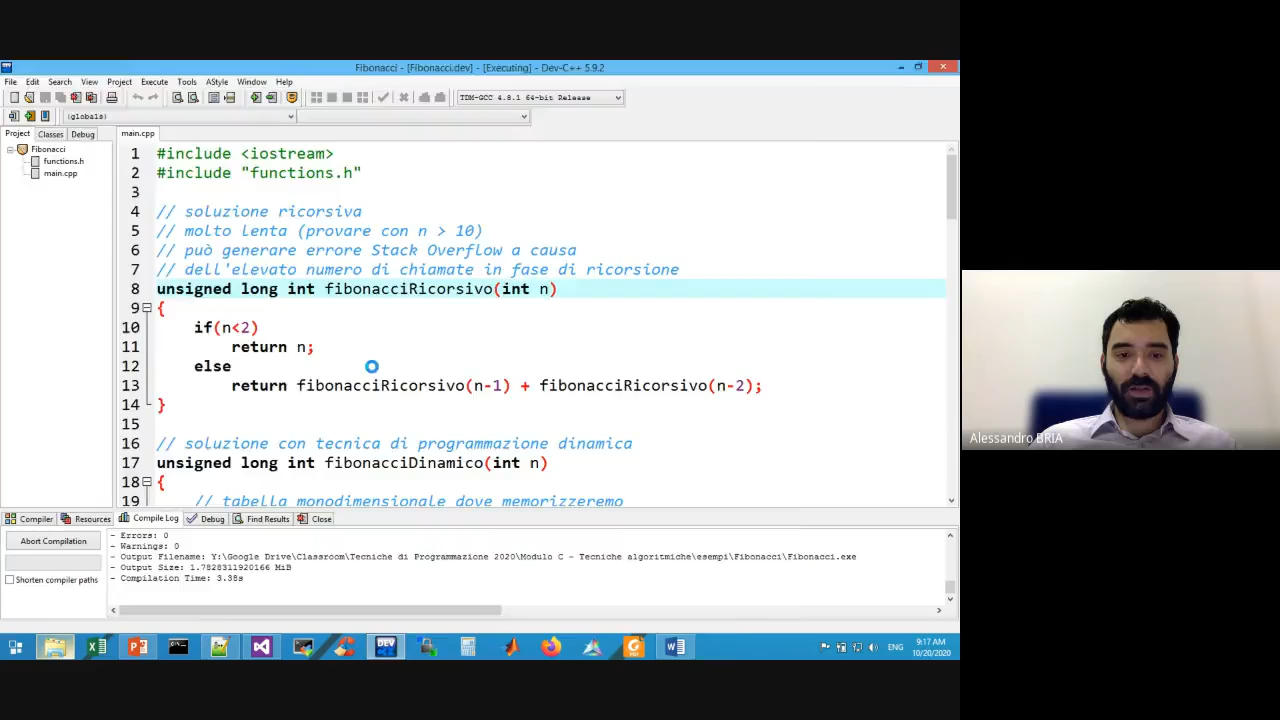 Fibonacci - [Fibonacci.dev] - [Executing] - Dev-C++ 5.9.2
File Edit Search View Project Execute Tools AStyle Window Help
TDM-GCC 4.8.1 64-bit Release
(globals)
Project Classes Debug
main.cpp
Fibonacci
functions.h
main.cpp
1 #include <iostream>
2 #include "functions.h"
3
4 // soluzione ricorsiva
5 // molto lenta (provare con n > 10)
6 // può generare errore Stack Overflow a causa
7 // dell'elevato numero di chiamate in fase di ricorsione
8 unsigned long int fibonacciRicorsivo(int n)
9 {
10 if(n<2)
11 return n;
12 else
13 return fibonacciRicorsivo(n-1) + fibonacciRicorsivo(n-2);
14 }
15
16 // soluzione con tecnica di programmazione dinamica
17 unsigned long int fibonacciDinamico(int n)
18 {
19 // tabella monodimensionale dove memorizzeremo
Compiler Resources Compile Log Debug Find Results Close
Abort Compilation
Shorten compiler paths
- Errors: 0
- Warnings: 0
- Output Filename: Y:\Google Drive\Classroom\Tecniche di Programmazione 2020\Modulo C - Tecniche algoritmiche\esempi\Fibonacci\Fibonacci.exe
- Output Size: 1.7828311920166 MiB
- Compilation Time: 3.38s
ENG
9:17 AM
10/20/2020
Alessandro BRIA